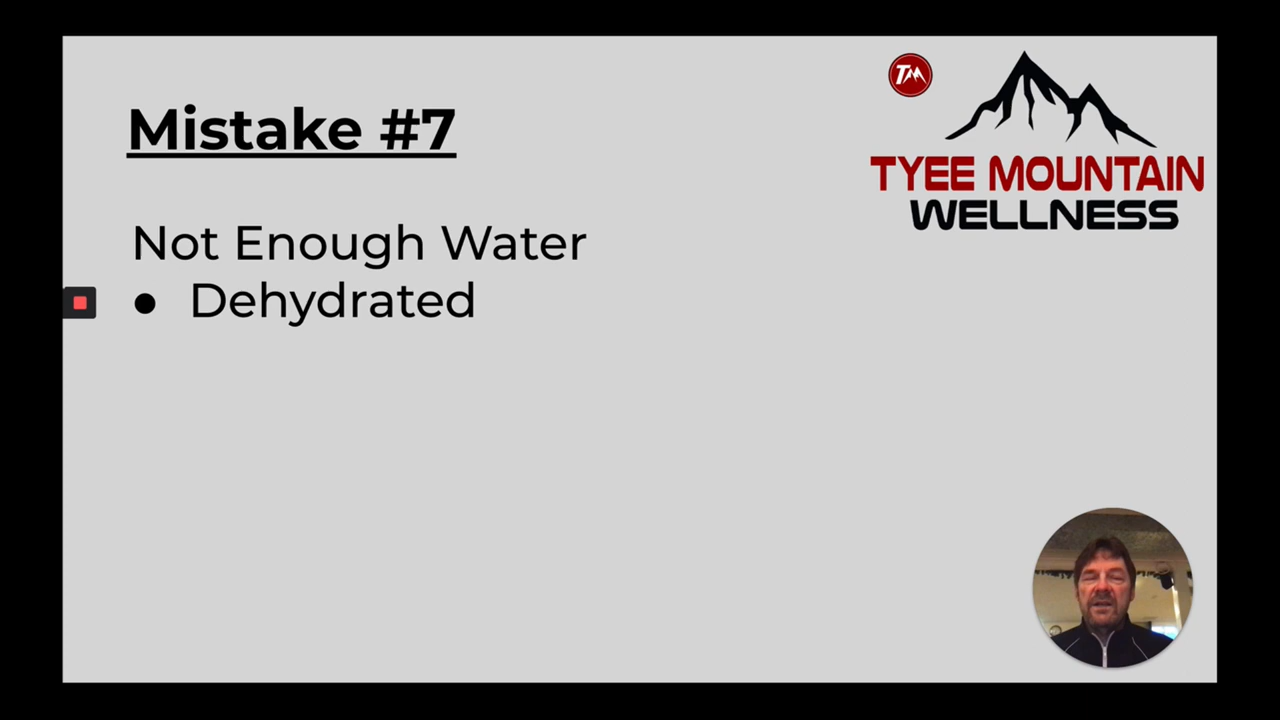 Mistake #7
TM
TYEE MOUNTAIN
WELLNESS
Not Enough Water
● Dehydrated